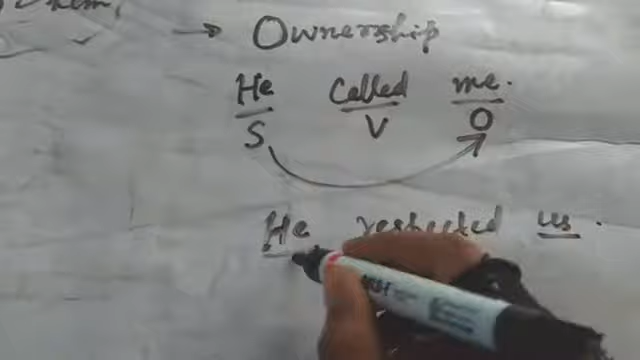 → Ownership
He Called me.
S V O
He respected us.